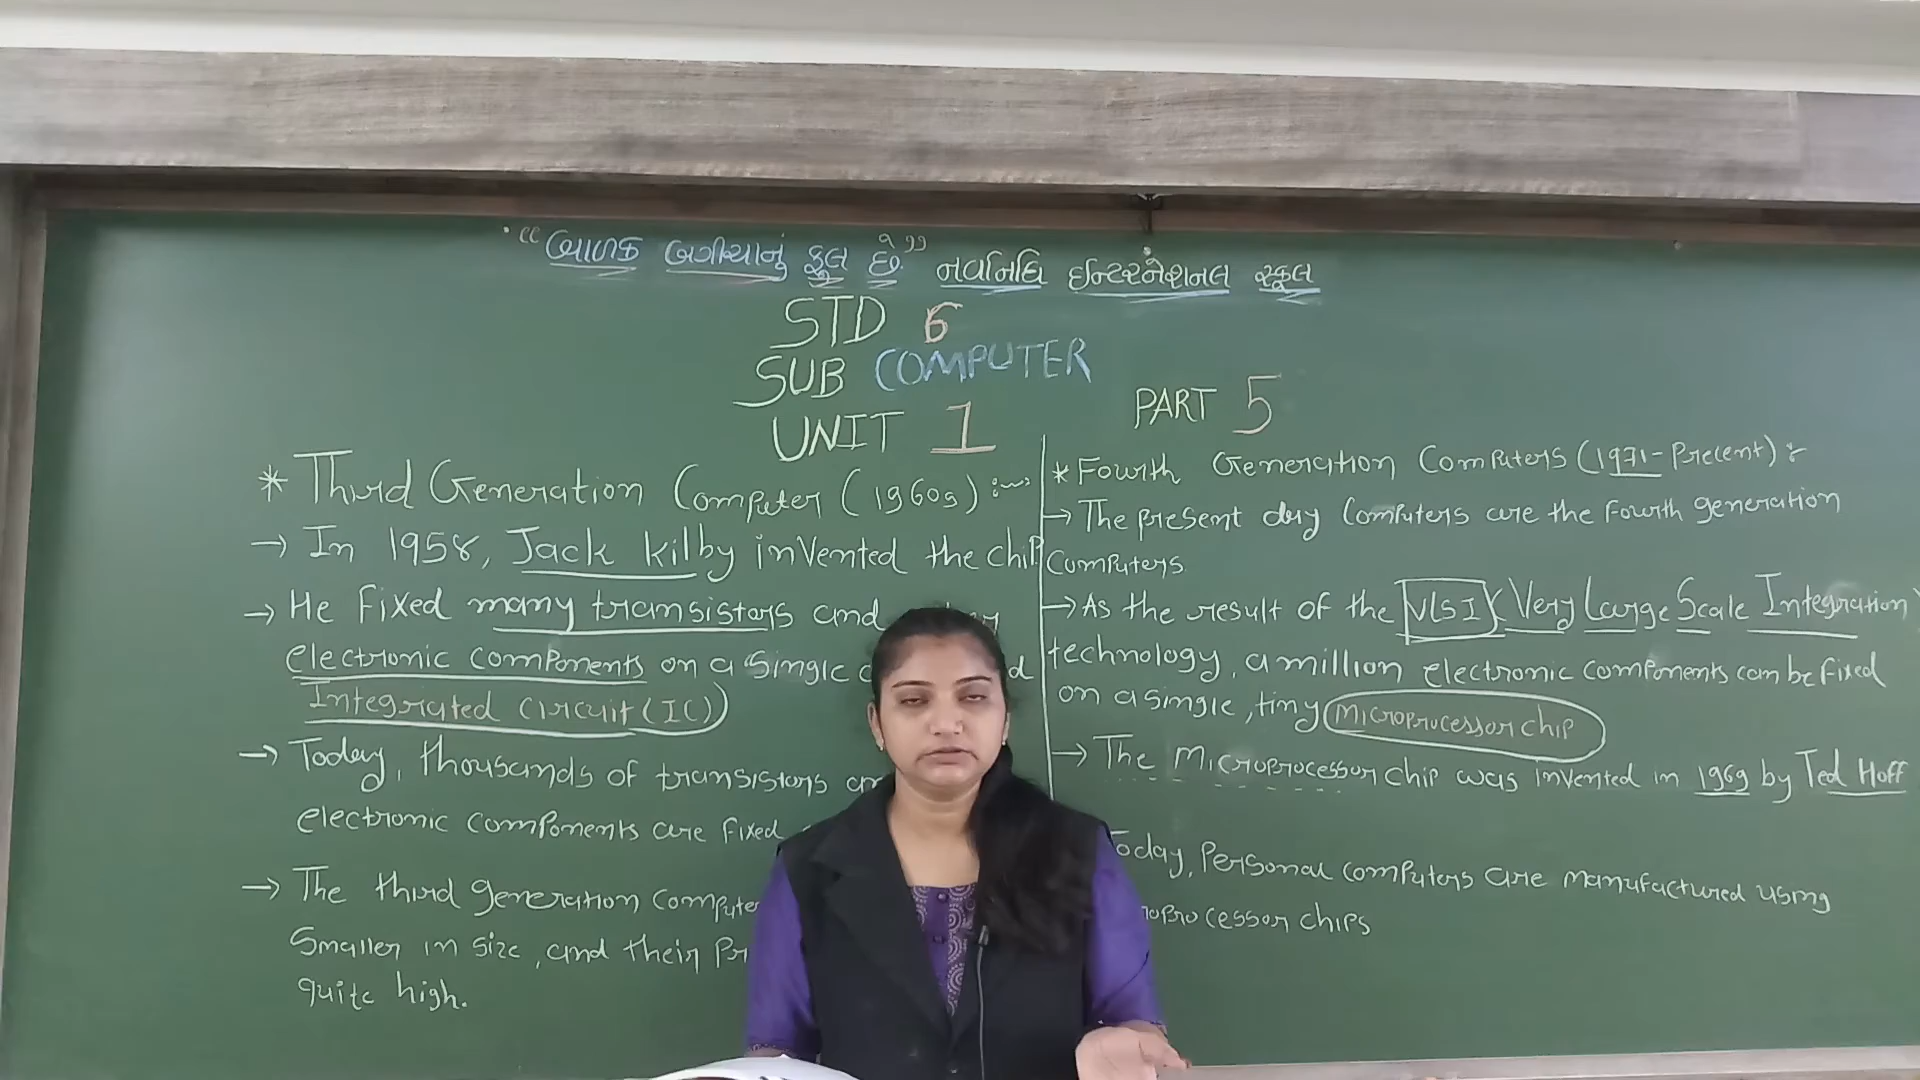 “બાળક બગીચાનું ફૂલ છે” નવનિધિ ઈન્ટરનેશનલ સ્કૂલ
STD 6
SUB COMPUTER
UNIT 1
PART 5
* Third Generation Computer (1960s) :-
→ In 1958, Jack Kilby invented the chip
→ He fixed many transistors and
electronic components on a single
Integrated circuit (IC)
→ Today, thousands of transistors
electronic components are fixed
→ The third generation
smaller in size, and their
quite high.
* Fourth Generation Computers (1971-Precent) :
→ The present day Computers are the fourth generation
Computers
→ As the result of the VLSI (Very Large Scale Integration)
technology, a million electronic components can be fixed
on a single, tiny microprocessor chip
→ The Microprocessor chip was invented in 1969 by Ted Hoff
Today, Personal computers are manufactured using
chips